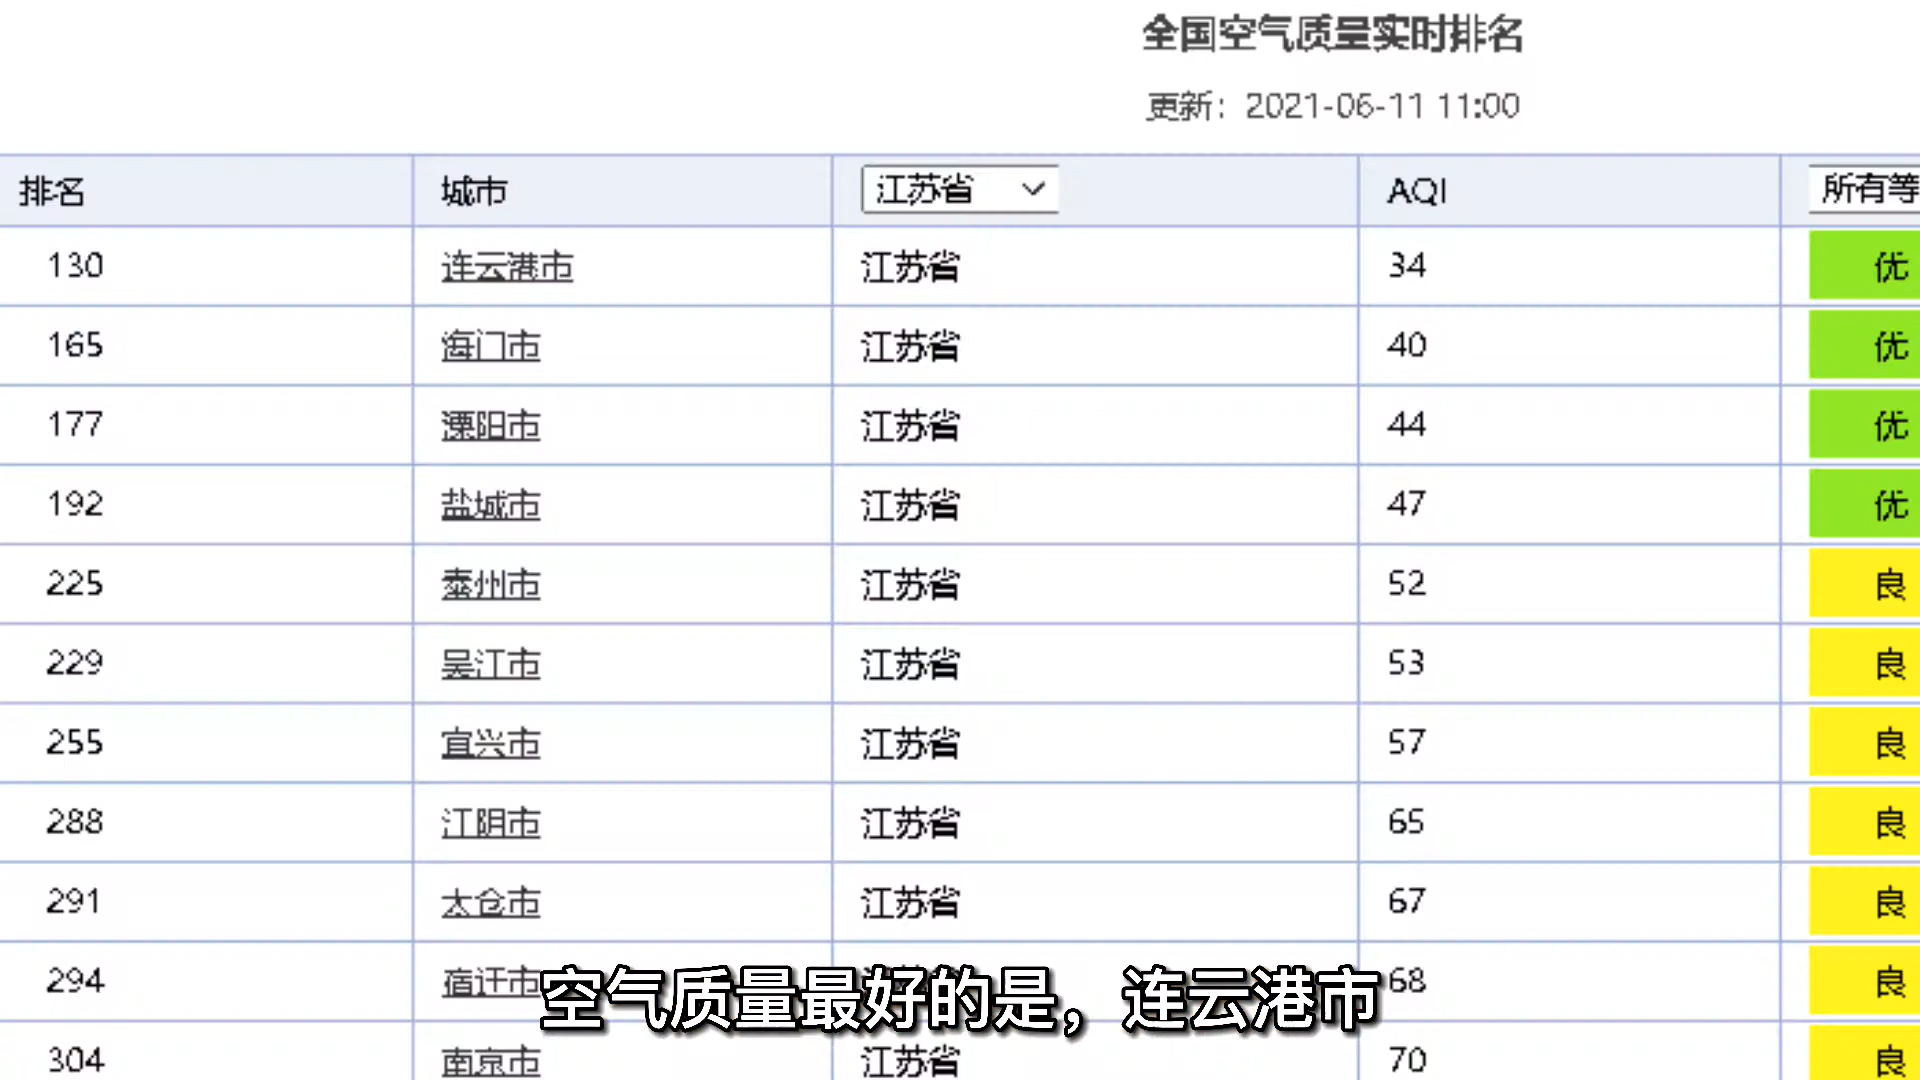 全国空气质量实时排名
更新：2021-06-11 11:00
排名 城市 江苏省 AQI 所有等
130 连云港市 江苏省 34 优
165 海门市 江苏省 40 优
177 溧阳市 江苏省 44 优
192 盐城市 江苏省 47 优
225 泰州市 江苏省 52 良
229 吴江市 江苏省 53 良
255 宜兴市 江苏省 57 良
288 江阴市 江苏省 65 良
291 太仓市 江苏省 67 良
294 宿迁市 68 良
空气质量最好的是，连云港市
304 南京市 江苏省 70 良